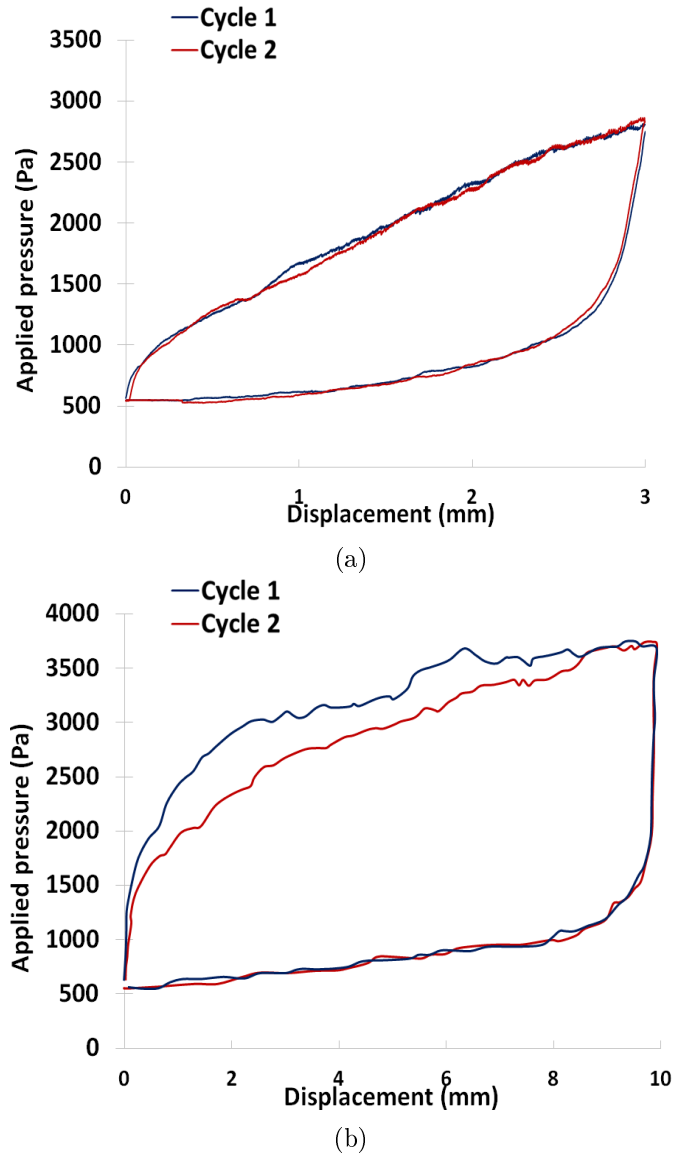 Cycle 1
Cycle 2
3500
3000
2500
2000
1500
1000
500
0
Applied pressure (Pa)
0 1 2 3
Displacement (mm)
(a)
Cycle 1
Cycle 2
4000
3500
3000
2500
2000
1500
1000
500
0
Applied pressure (Pa)
0 2 4 6 8 10
Displacement (mm)
(b)